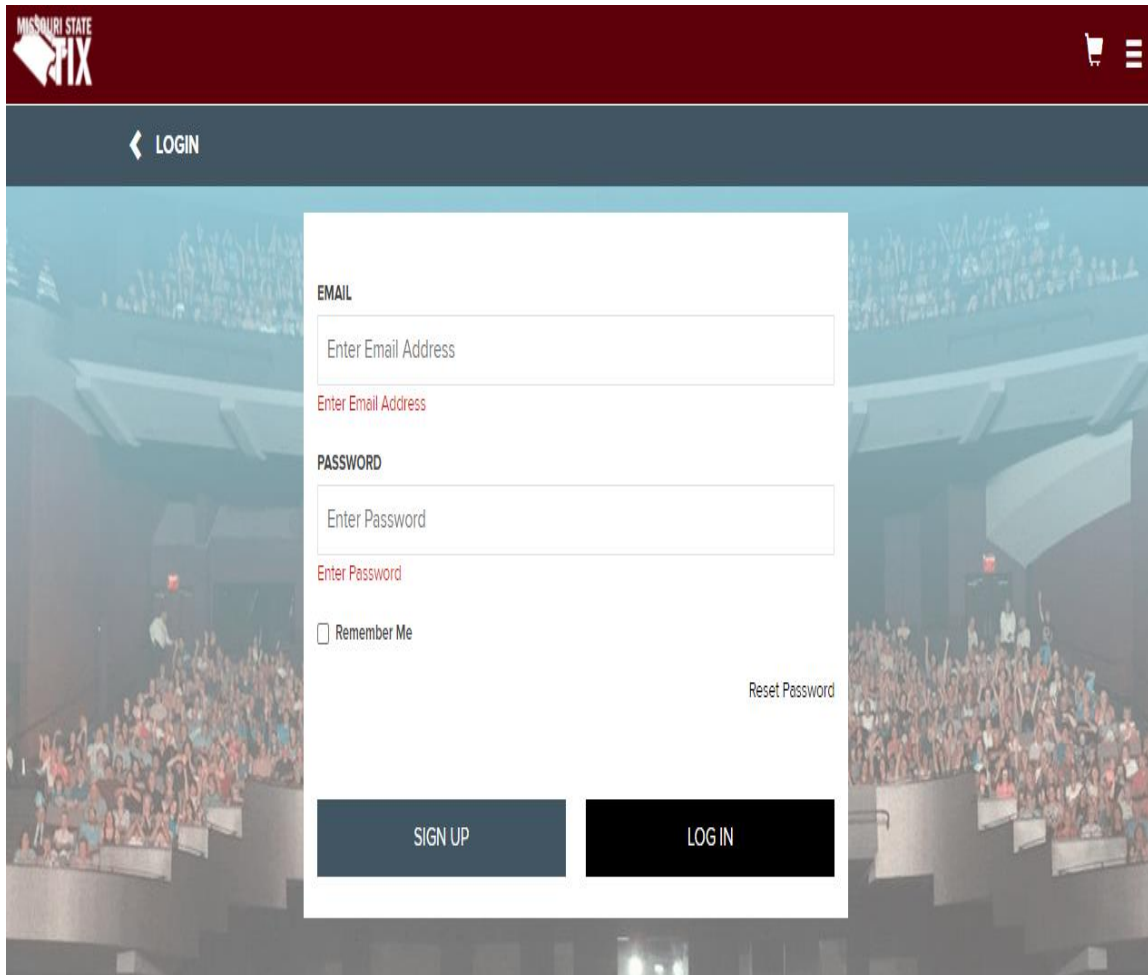 MISSOURI STATE
TIX
LOGIN
EMAIL
Enter Email Address
Enter Email Address
PASSWORD
Enter Password
Enter Password
Remember Me
Reset Password
SIGN UP
LOG IN